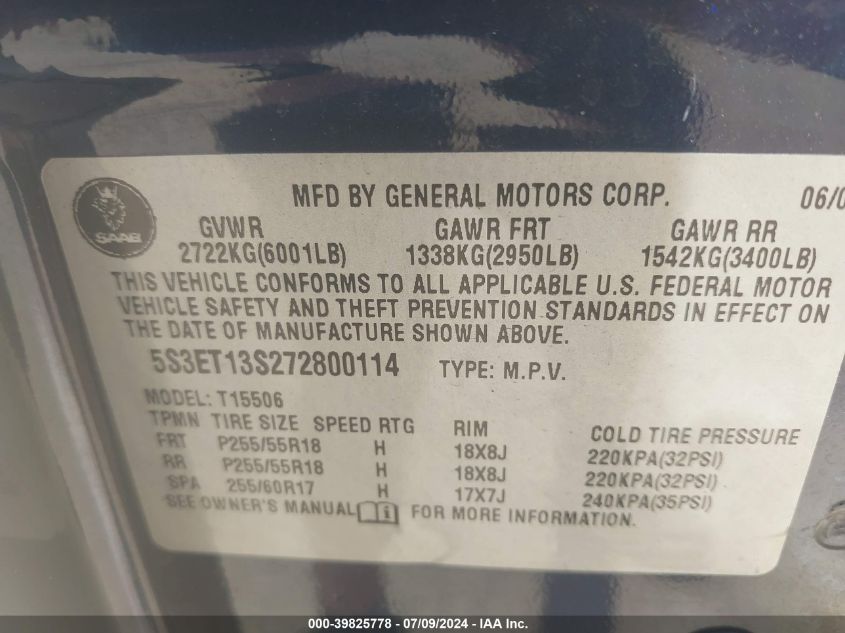 MFD BY GENERAL MOTORS CORP. 06/0
SAAB
GVWR GAWR FRT GAWR RR
2722KG(6001LB) 1338KG(2950LB) 1542KG(3400LB)
THIS VEHICLE CONFORMS TO ALL APPLICABLE U.S. FEDERAL MOTOR
VEHICLE SAFETY AND THEFT PREVENTION STANDARDS IN EFFECT ON
THE DATE OF MANUFACTURE SHOWN ABOVE.
5S3ET13S272800114 TYPE: M.P.V.
MODEL: T15506
TPMN TIRE SIZE SPEED RTG RIM COLD TIRE PRESSURE
FRT P255/55R18 H 18X8J 220KPA(32PSI)
RR P255/55R18 H 18X8J 220KPA(32PSI)
SPA 255/60R17 H 17X7J 240KPA(35PSI)
SEE OWNER'S MANUAL i FOR MORE INFORMATION.
000-39825778 - 07/09/2024 - IAA Inc.